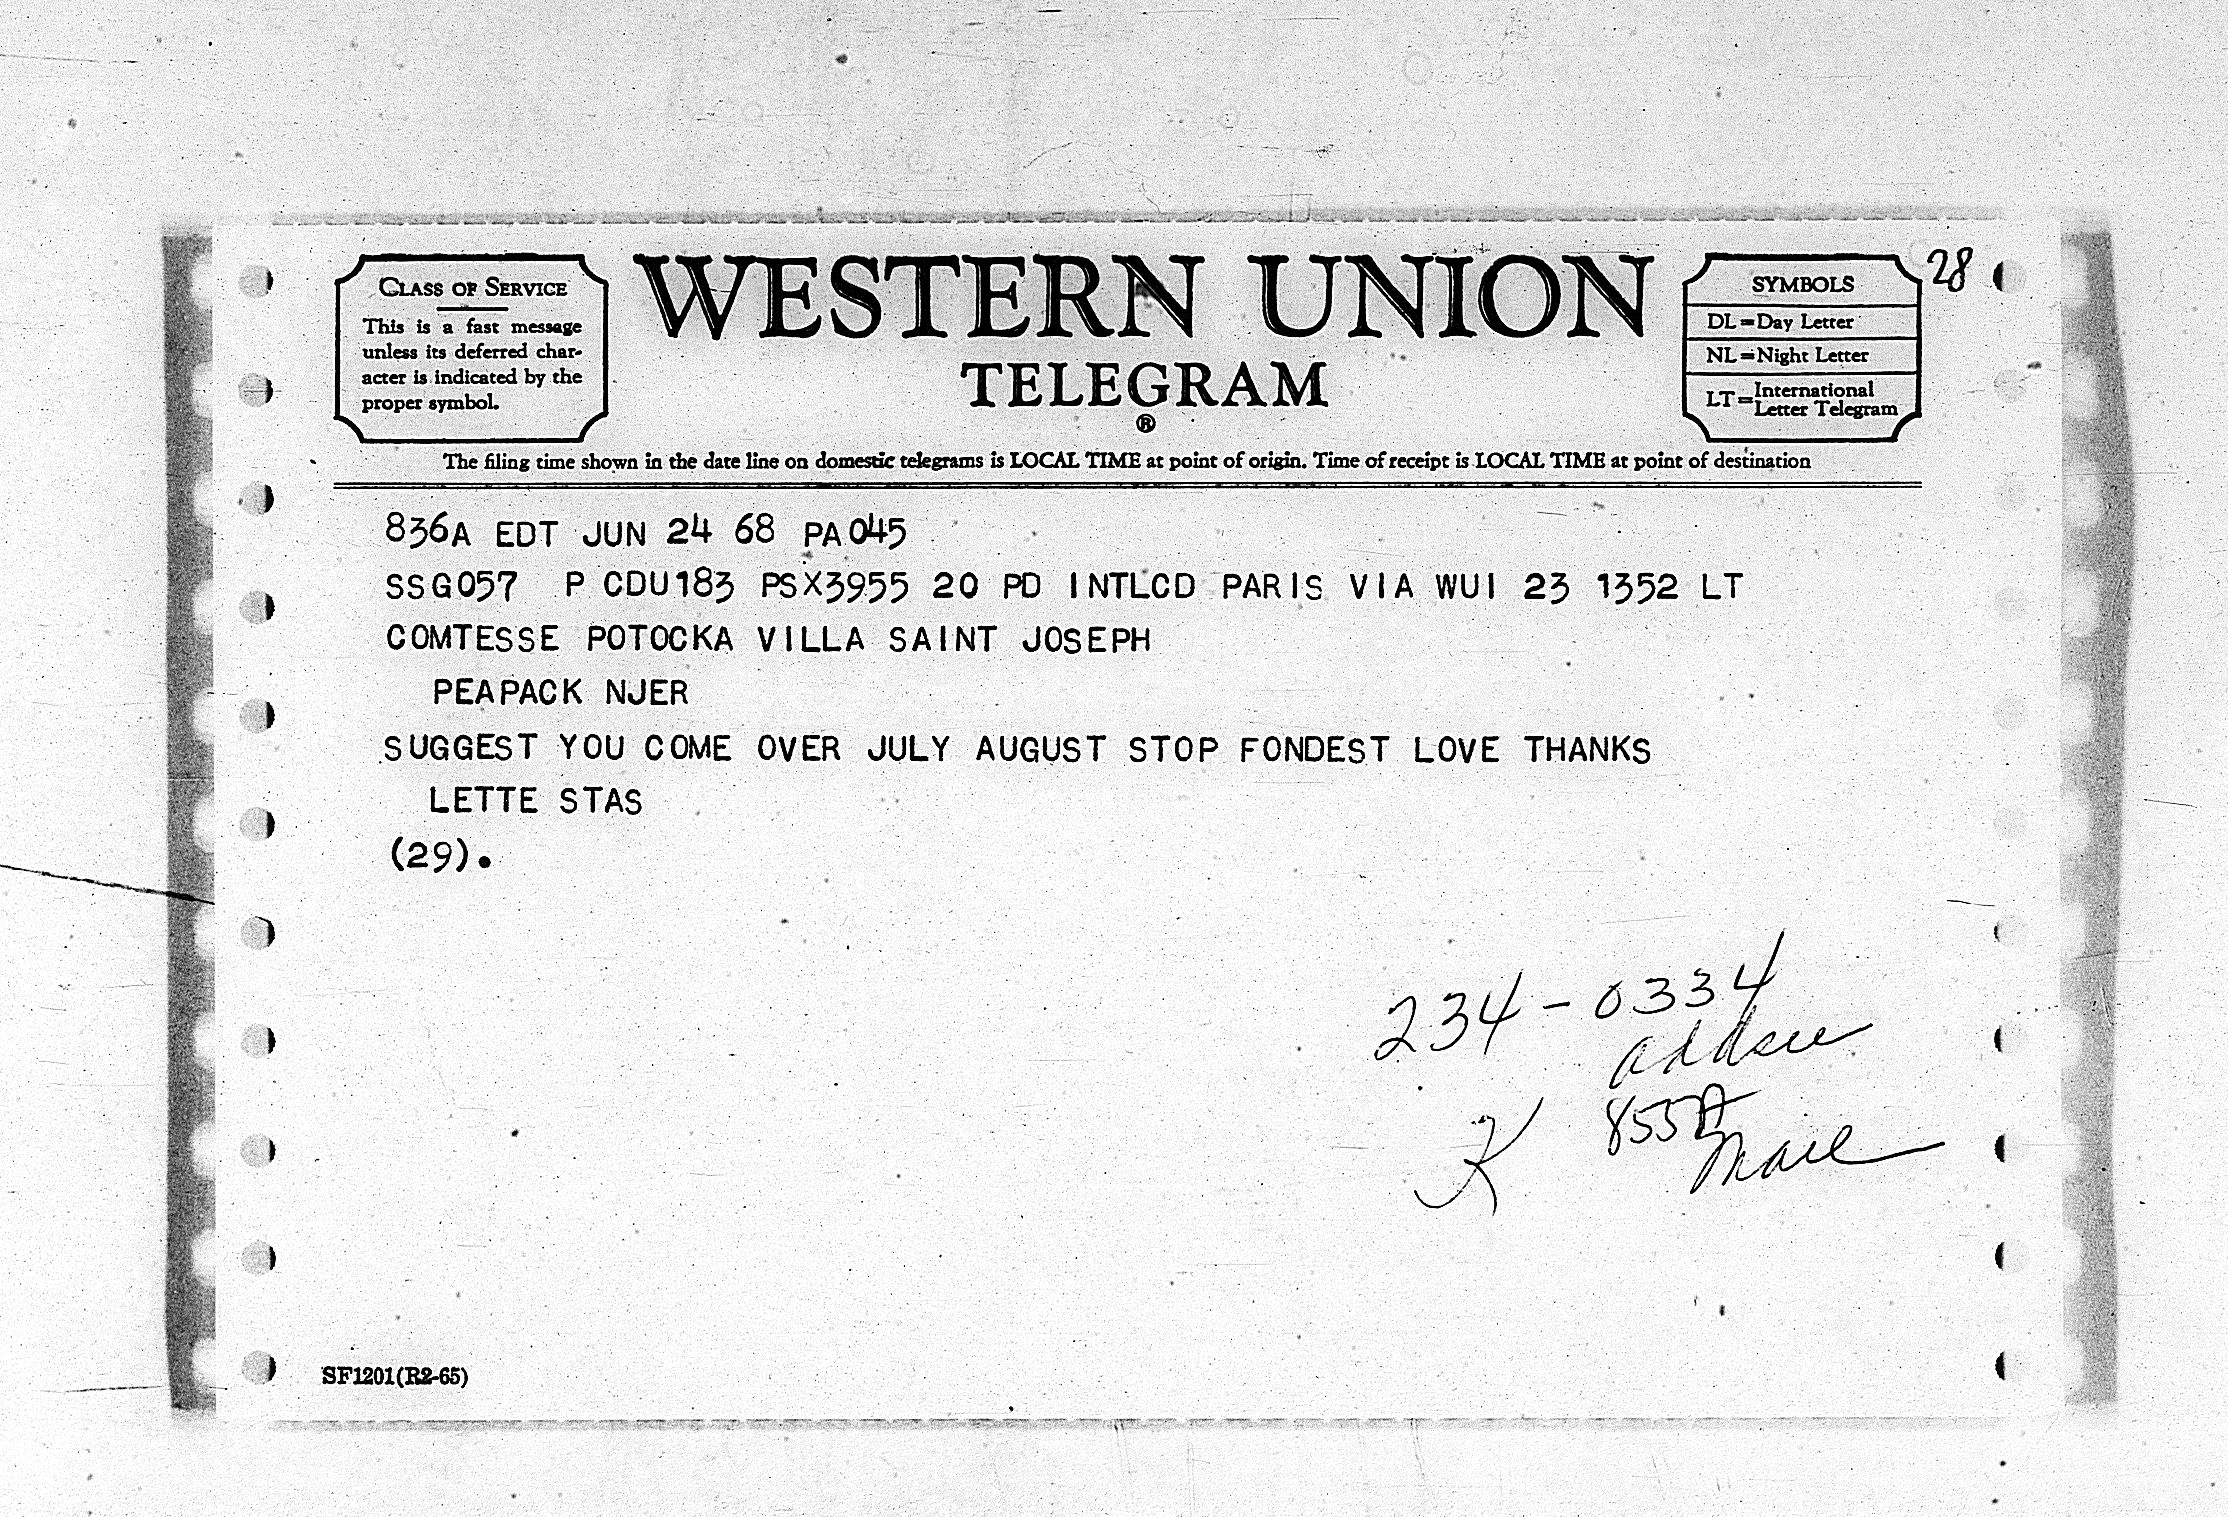 28
CLASS OF SERVICE
This is a fast message
unless its deferred char-
acter is indicated by the
proper symbol.
WESTERN UNION
TELEGRAM
®
SYMBOLS
DL=Day Letter
NL=Night Letter
LT=International
Letter Telegram
The filing time shown in the date line on domestic telegrams is LOCAL TIME at point of origin. Time of receipt is LOCAL TIME at point of destination
836A EDT JUN 24 68 PA045
SSG057 P CDU183 PSX3955 20 PD INTLCD PARIS VIA WUI 23 1352 LT
COMTESSE POTOCKA VILLA SAINT JOSEPH
PEAPACK NJER
SUGGEST YOU COME OVER JULY AUGUST STOP FONDEST LOVE THANKS
LETTE STAS
(29).
234-0334
addsee
855A
K
Mail
SF1201(R2-65)